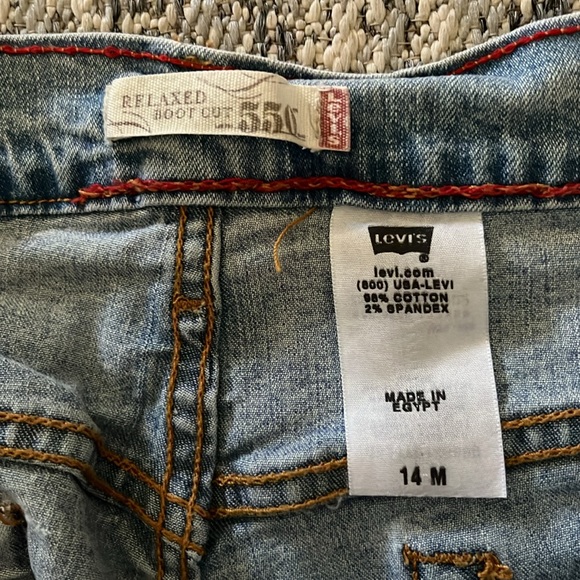 RELAXED
BOOT CUT 550
LEVI'S
LEVI'S
®
levi.com
(800) USA-LEVI
98% COTTON
2% SPANDEX
MADE IN
EGYPT
14 M